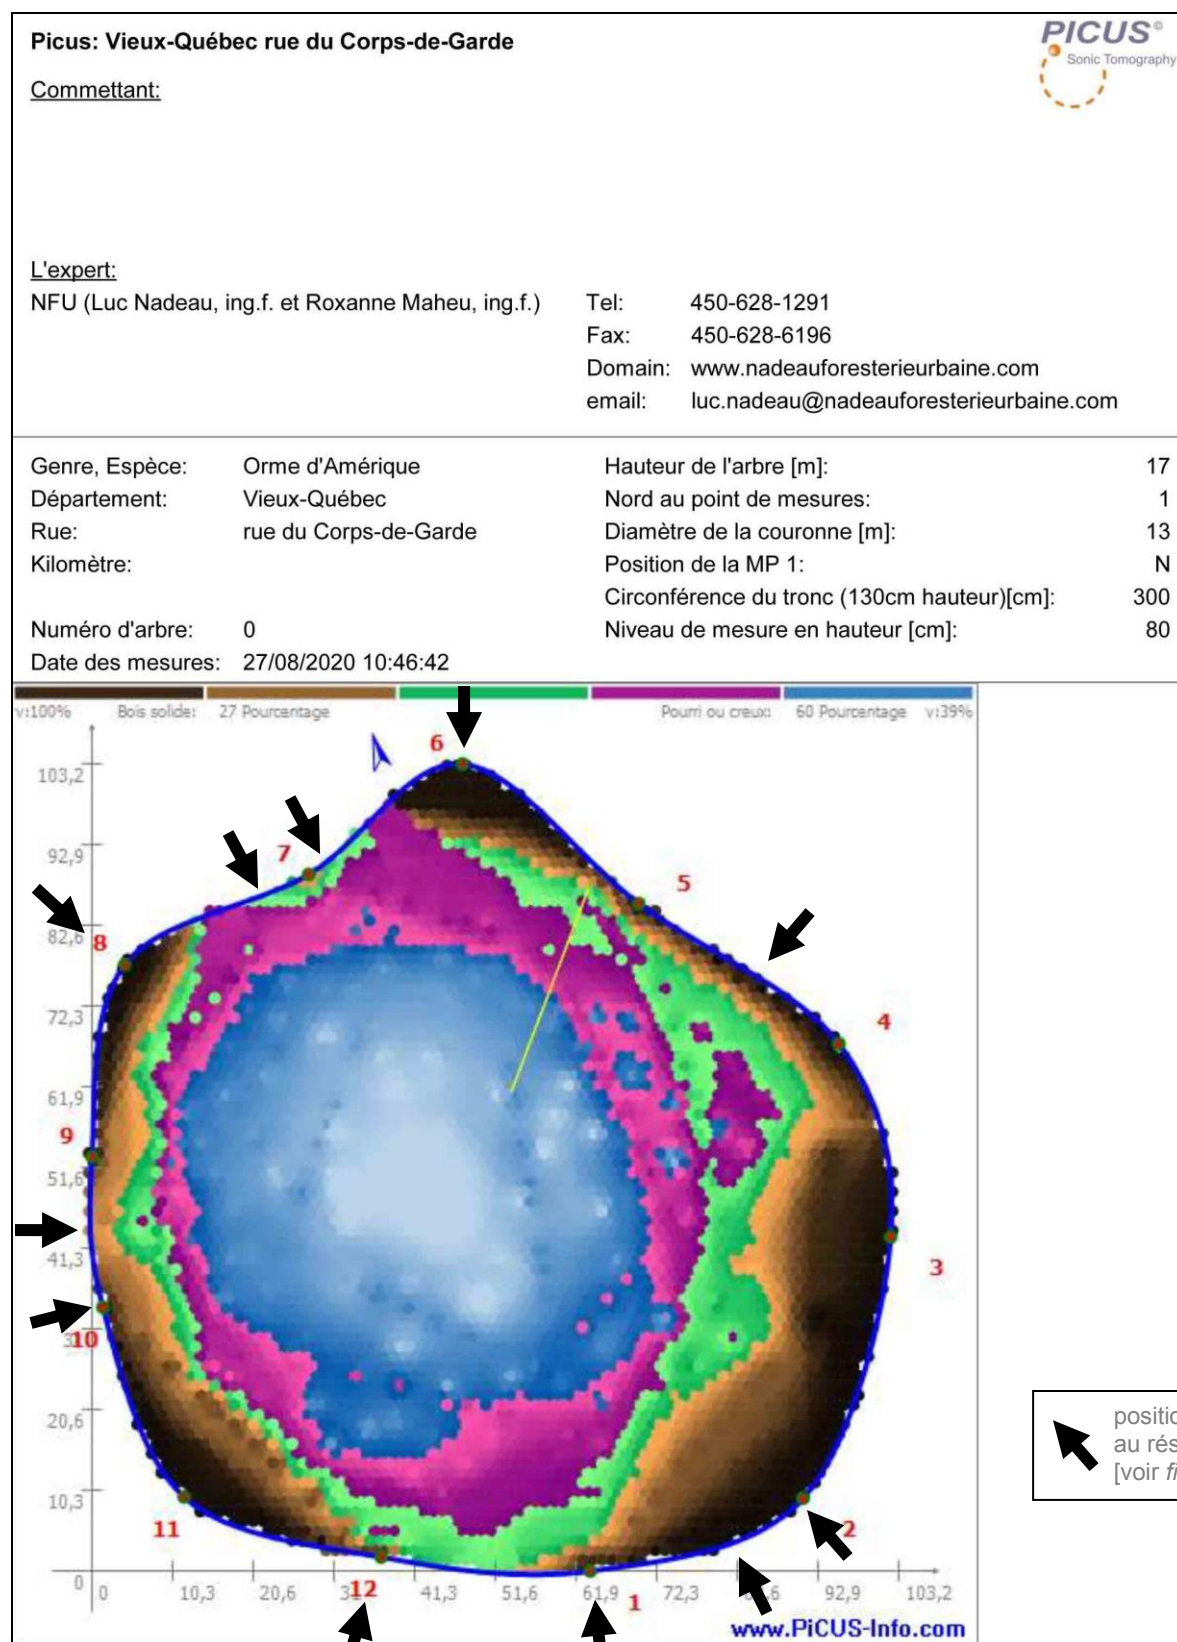 Picus: Vieux-Québec rue du Corps-de-Garde
PICUS©
Sonic Tomography
Commettant:
L'expert:
NFU (Luc Nadeau, ing.f. et Roxanne Maheu, ing.f.) Tel: 450-628-1291
Fax: 450-628-6196
Domain: www.nadeauforesterieurbaine.com
email: luc.nadeau@nadeauforesterieurbaine.com
Genre, Espèce: Orme d'Amérique Hauteur de l'arbre [m]: 17
Département: Vieux-Québec Nord au point de mesures: 1
Rue: rue du Corps-de-Garde Diamètre de la couronne [m]: 13
Kilomètre: Position de la MP 1: N
Circonférence du tronc (130cm hauteur)[cm]: 300
Numéro d'arbre: 0 Niveau de mesure en hauteur [cm]: 80
Date des mesures: 27/08/2020 10:46:42
v:100% Bois solide: 27 Pourcentage Pourri ou creux: 60 Pourcentage v:39%
6
103,2
92,9
7
5
82,6
8
72,3
4
61,9
9
51,6
41,3
3
10
20,6
positio
au rés
[voir fi
10,3
11
2
0
0 10,3 20,6 12 41,3 51,6 61,9 1 72,3 92,9 103,2
www.PiCUS-Info.com